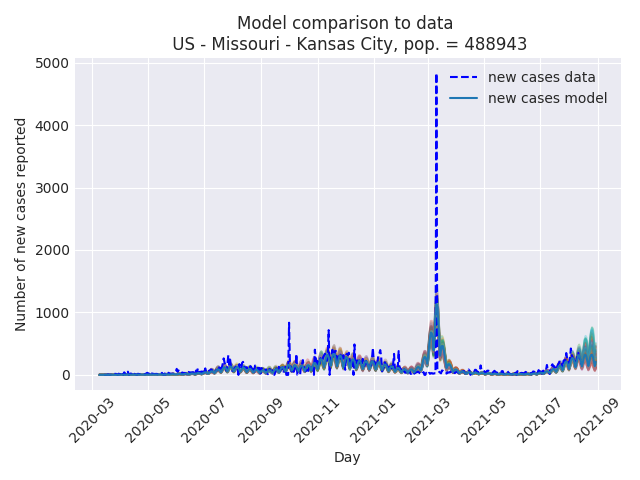 Model comparison to data
US - Missouri - Kansas City, pop. = 488943
new cases data
new cases model
Number of new cases reported
5000
4000
3000
2000
1000
0
2020-03
2020-05
2020-07
2020-09
2020-11
2021-01
2021-03
2021-05
2021-07
2021-09
Day